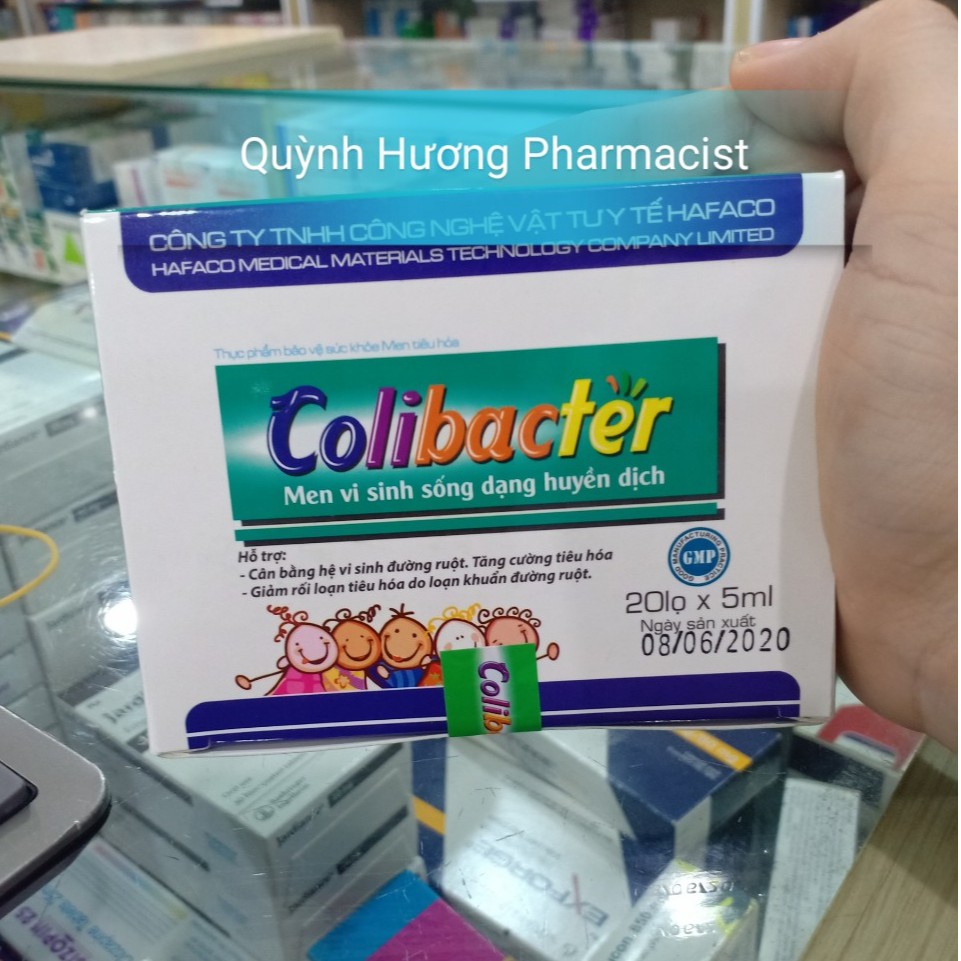 Quỳnh Hương Pharmacist
CÔNG TY TNHH CÔNG NGHỆ VẬT TƯ Y TẾ HAFACO
HAFACO MEDICAL MATERIALS TECHNOLOGY COMPANY LIMITED
Thực phẩm bảo vệ sức khỏe Men tiêu hóa
Colibacter
Men vi sinh sống dạng huyền dịch
Hỗ trợ:
- Cân bằng hệ vi sinh đường ruột. Tăng cường tiêu hóa
- Giảm rối loạn tiêu hóa do loạn khuẩn đường ruột.
GOOD MANUFACTURING PRACTICE
GMP
20lọ x 5ml
Ngày sản xuất
08/06/2020
Colib
EXFORGE